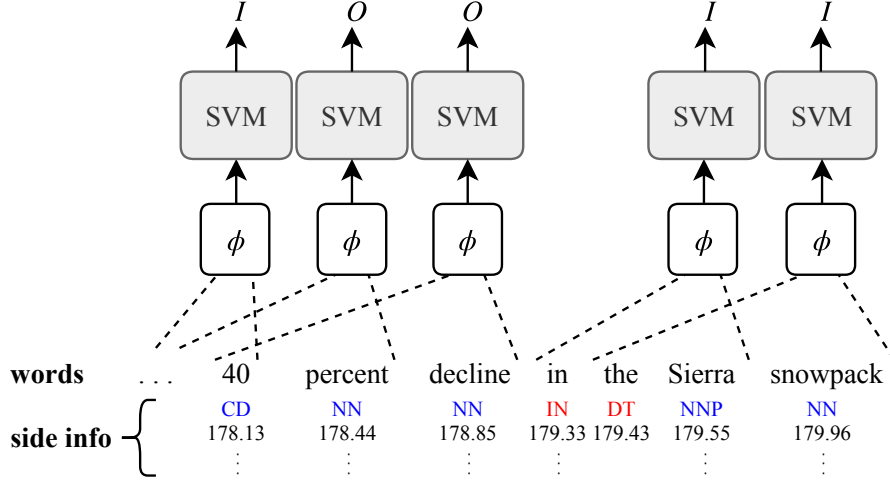 I O O I I
SVM SVM SVM SVM SVM
ϕ ϕ ϕ ϕ ϕ
words . . . 40 percent decline in the Sierra snowpack
CD NN NN IN DT NNP NN
side info 178.13 178.44 178.85 179.33 179.43 179.55 179.96
⋮ ⋮ ⋮ ⋮ ⋮ ⋮ ⋮